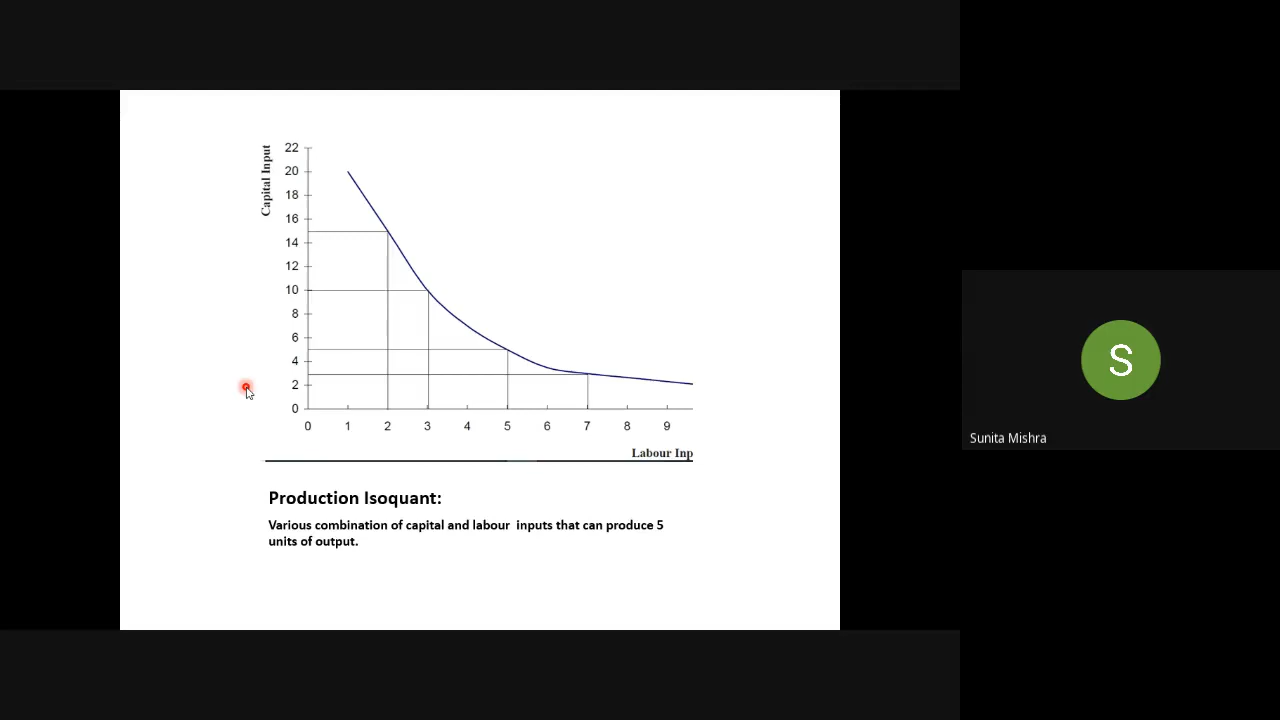 Capital Input
22
20
18
16
14
12
10
8
6
4
2
0
0 1 2 3 4 5 6 7 8 9
Labour Inp
Production Isoquant:
Various combination of capital and labour inputs that can produce 5
units of output.
S
Sunita Mishra